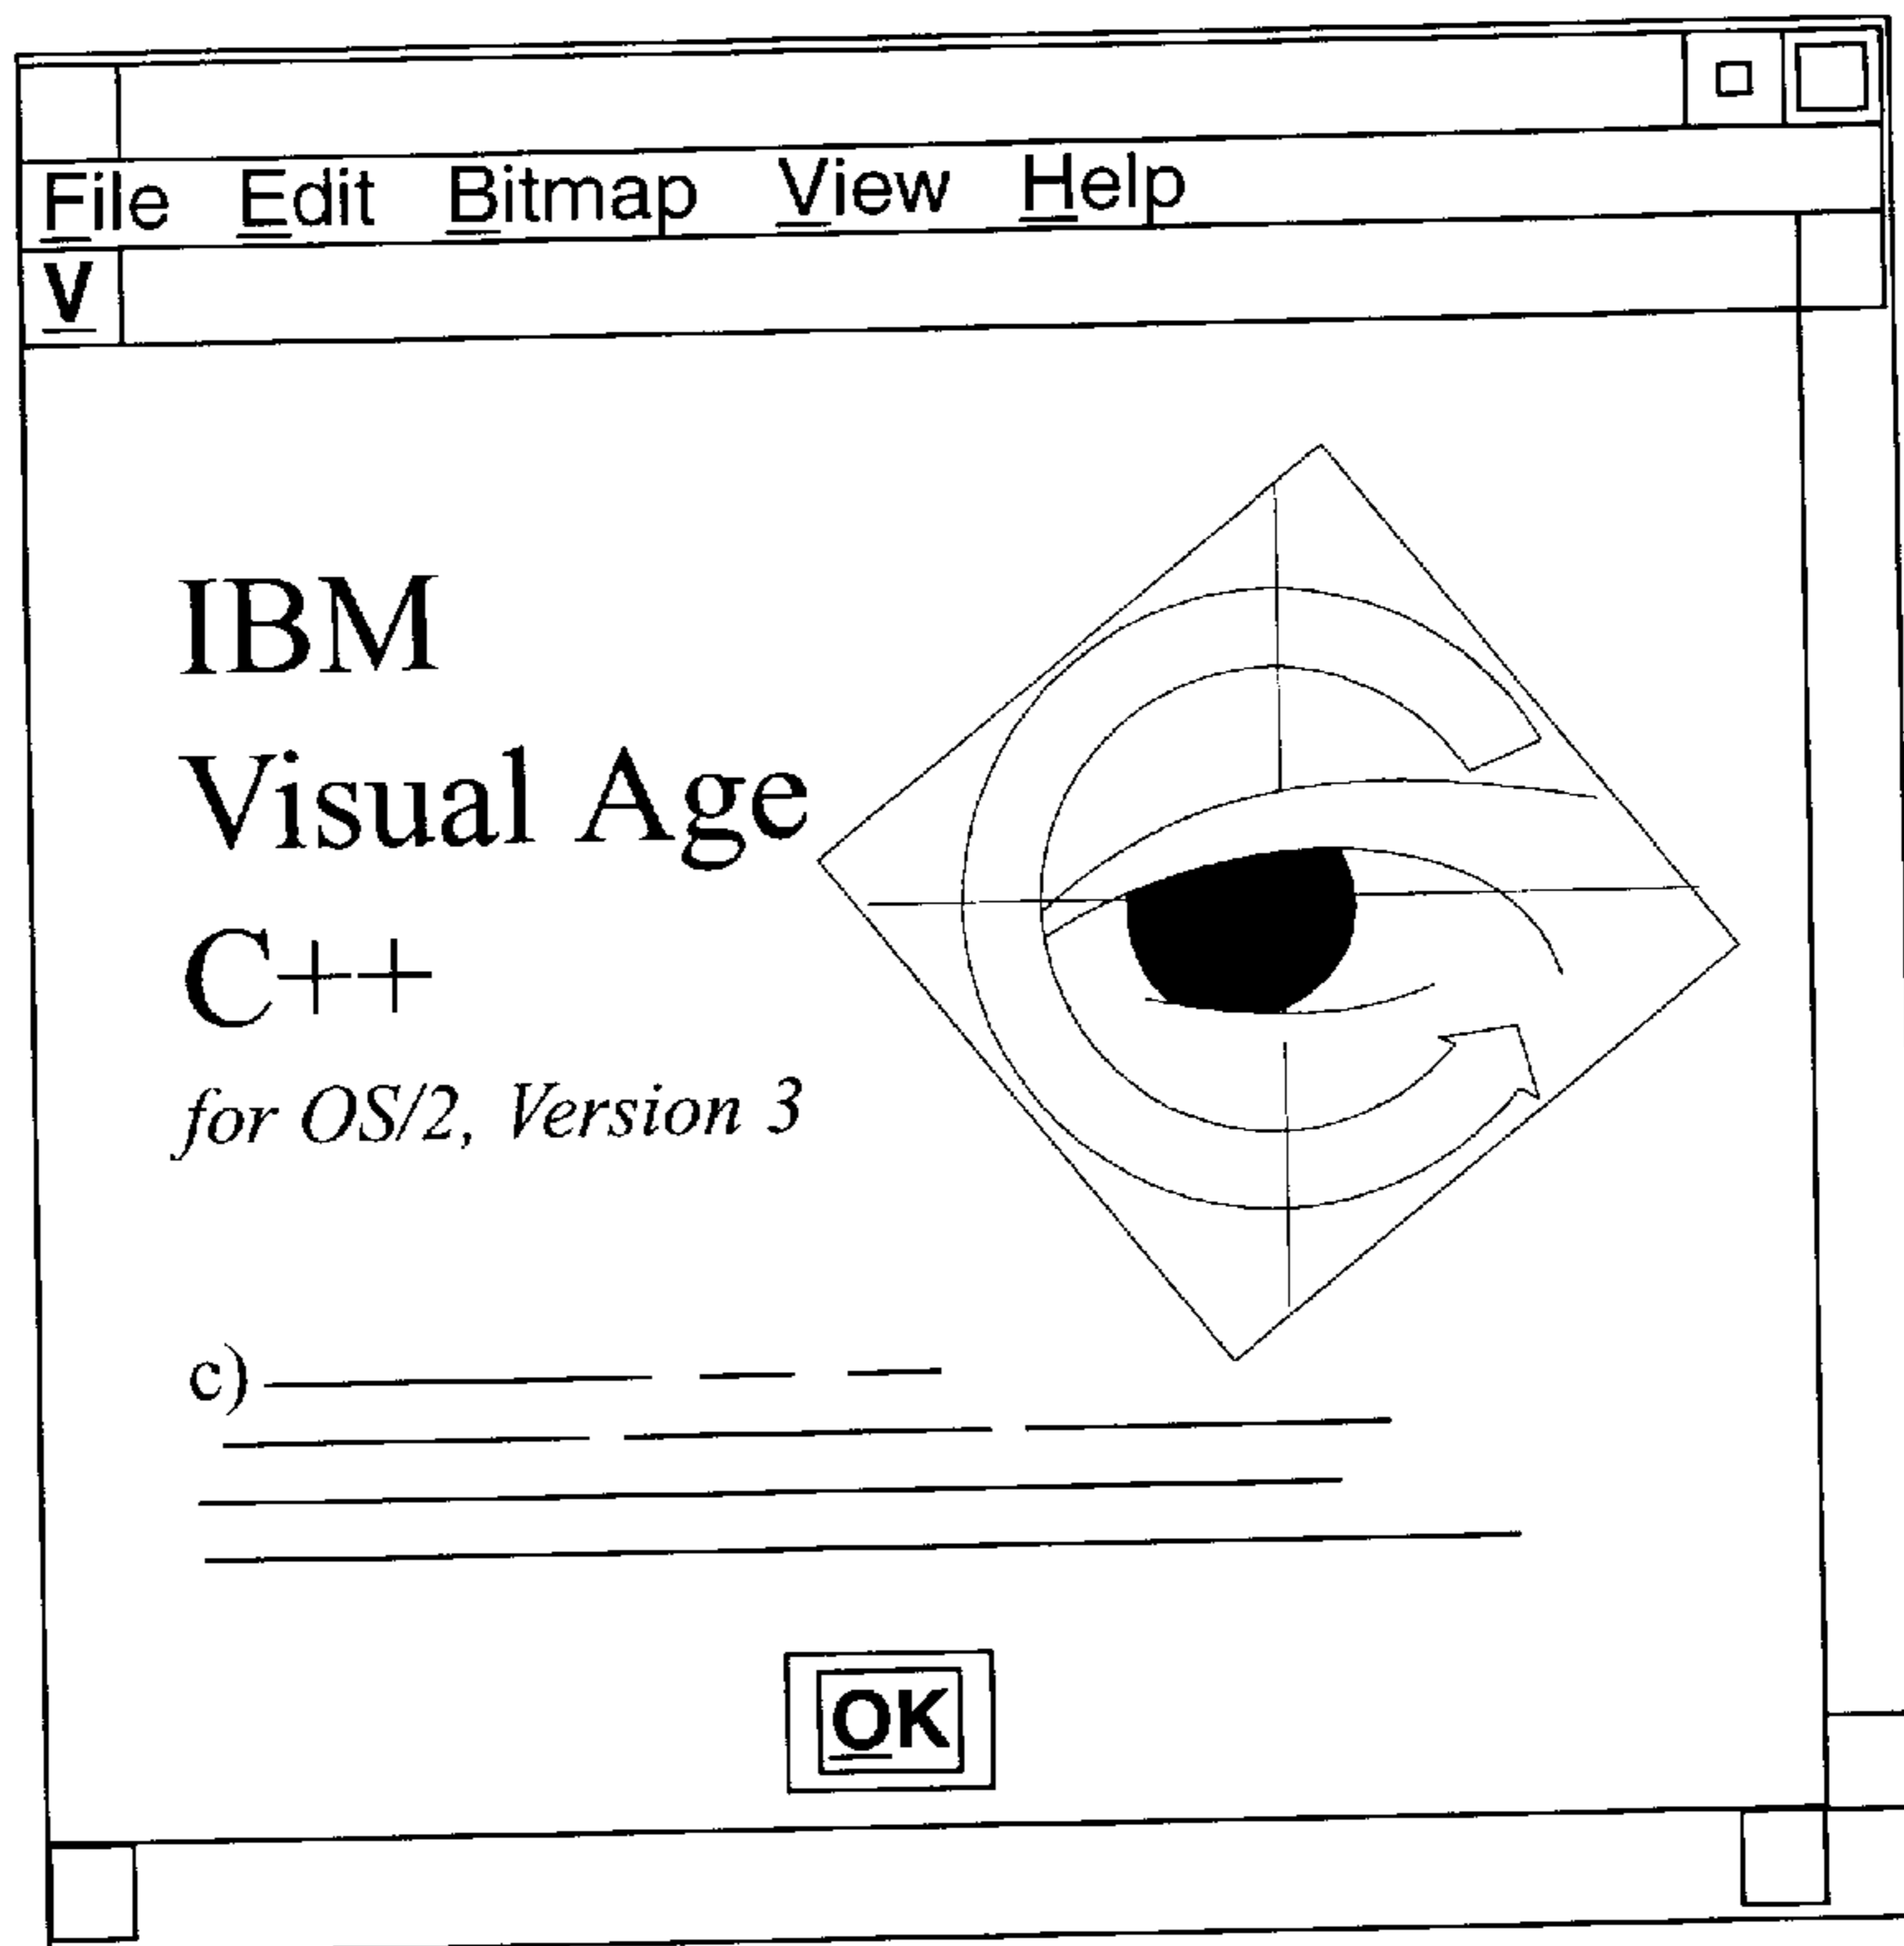 File Edit Bitmap View Help
V
IBM
Visual Age
C++
for OS/2, Version 3
c)
OK